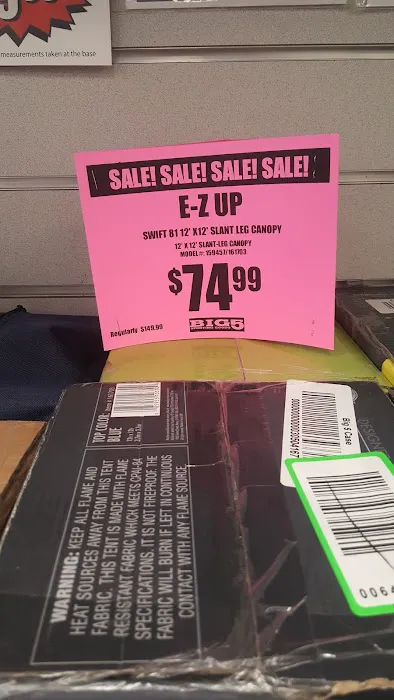 measurements taken at the base
SALE! SALE! SALE! SALE!
E-Z UP
SWIFT 81 12' X12' SLANT LEG CANOPY
12' X 12' SLANT-LEG CANOPY
MODEL #: 159457/161703
$74.99
Regularly $149.99
BIG5
TOP COLOR:
BLUE
WARNING: KEEP ALL FLAME AND
HEAT SOURCES AWAY FROM THIS TENT
FABRIC. THIS TENT IS MADE WITH FLAME
RESISTANT FABRIC WHICH MEETS CPAI-84
SPECIFICATIONS. IT IS NOT FIREPROOF. THE
FABRIC WILL BURN IF LEFT IN CONTINUOUS
CONTACT WITH ANY FLAME SOURCE.
Big 5 Case
0064